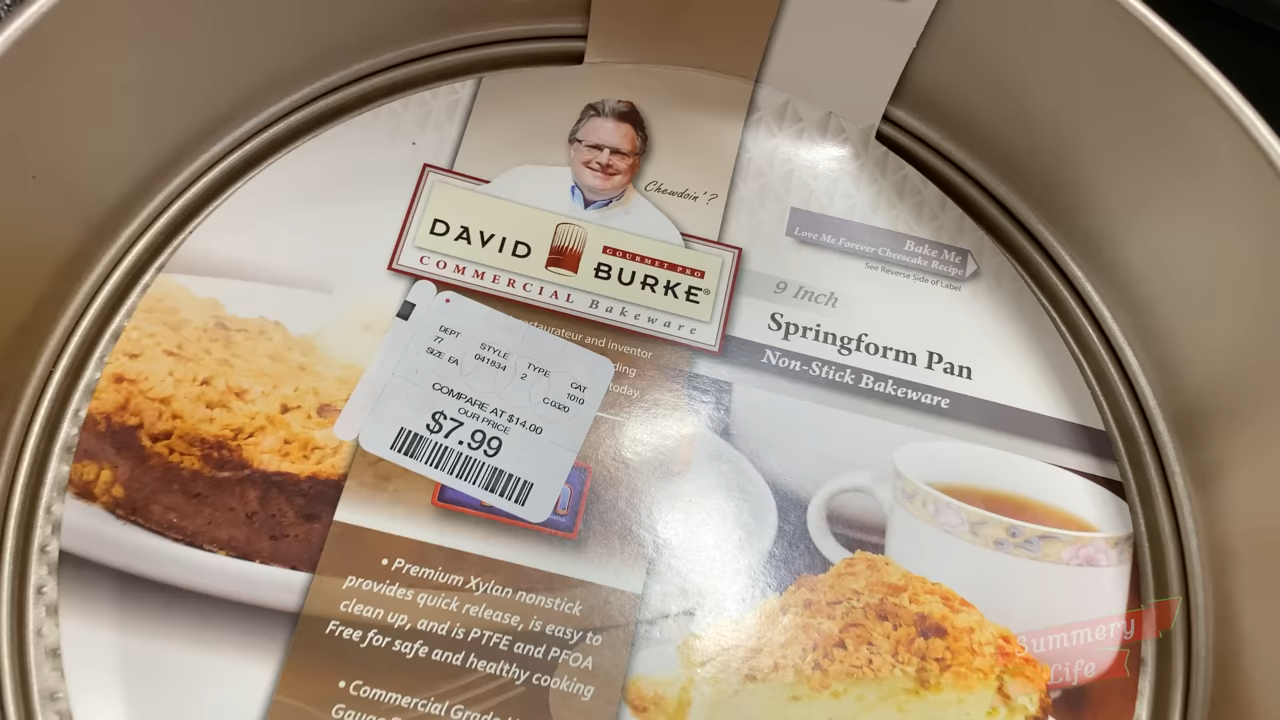 Chewdoin'?
DAVID
GOURMET PRO
BURKE®
COMMERCIAL Bakeware
restaurateur and inventor
today.
Bake Me
Love Me Forever Cheescake Recipe
See Reverse Side of Label
9 Inch
Springform Pan
Non-Stick Bakeware
DEPT STYLE TYPE CAT
77 041834 2 1010
SIZE EA C0320
COMPARE AT $14.00
OUR PRICE
$7.99
• Premium Xylan nonstick
provides quick release, is easy to
clean up, and is PTFE and PFOA
Free for safe and healthy cooking
• Commercial Grade
Gauge
Summery
Life